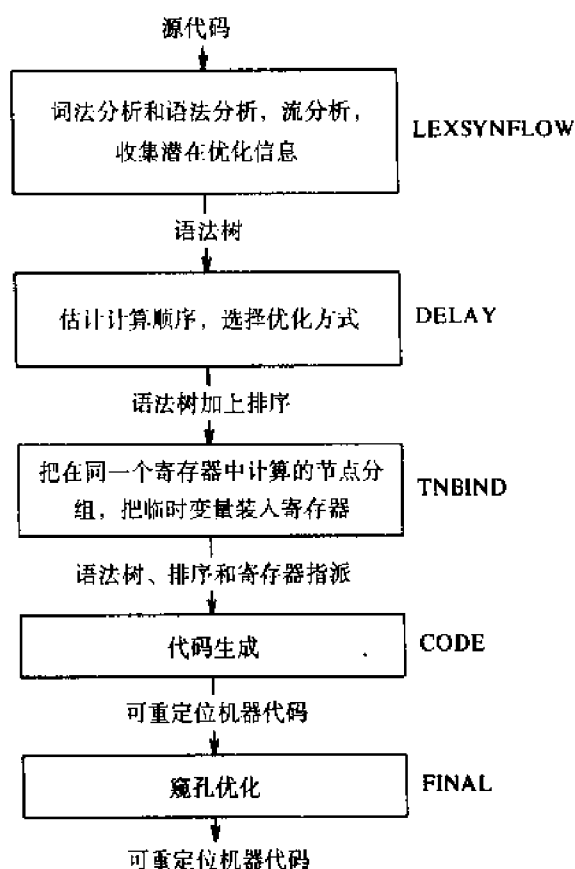 源代码
词法分析和语法分析，流分析，
收集潜在优化信息
LEXSYNFLOW
语法树
估计计算顺序，选择优化方式
DELAY
语法树加上排序
把在同一个寄存器中计算的节点分
组，把临时变量装入寄存器
TNBIND
语法树、排序和寄存器指派
代码生成
CODE
可重定位机器代码
窥孔优化
FINAL
可重定位机器代码